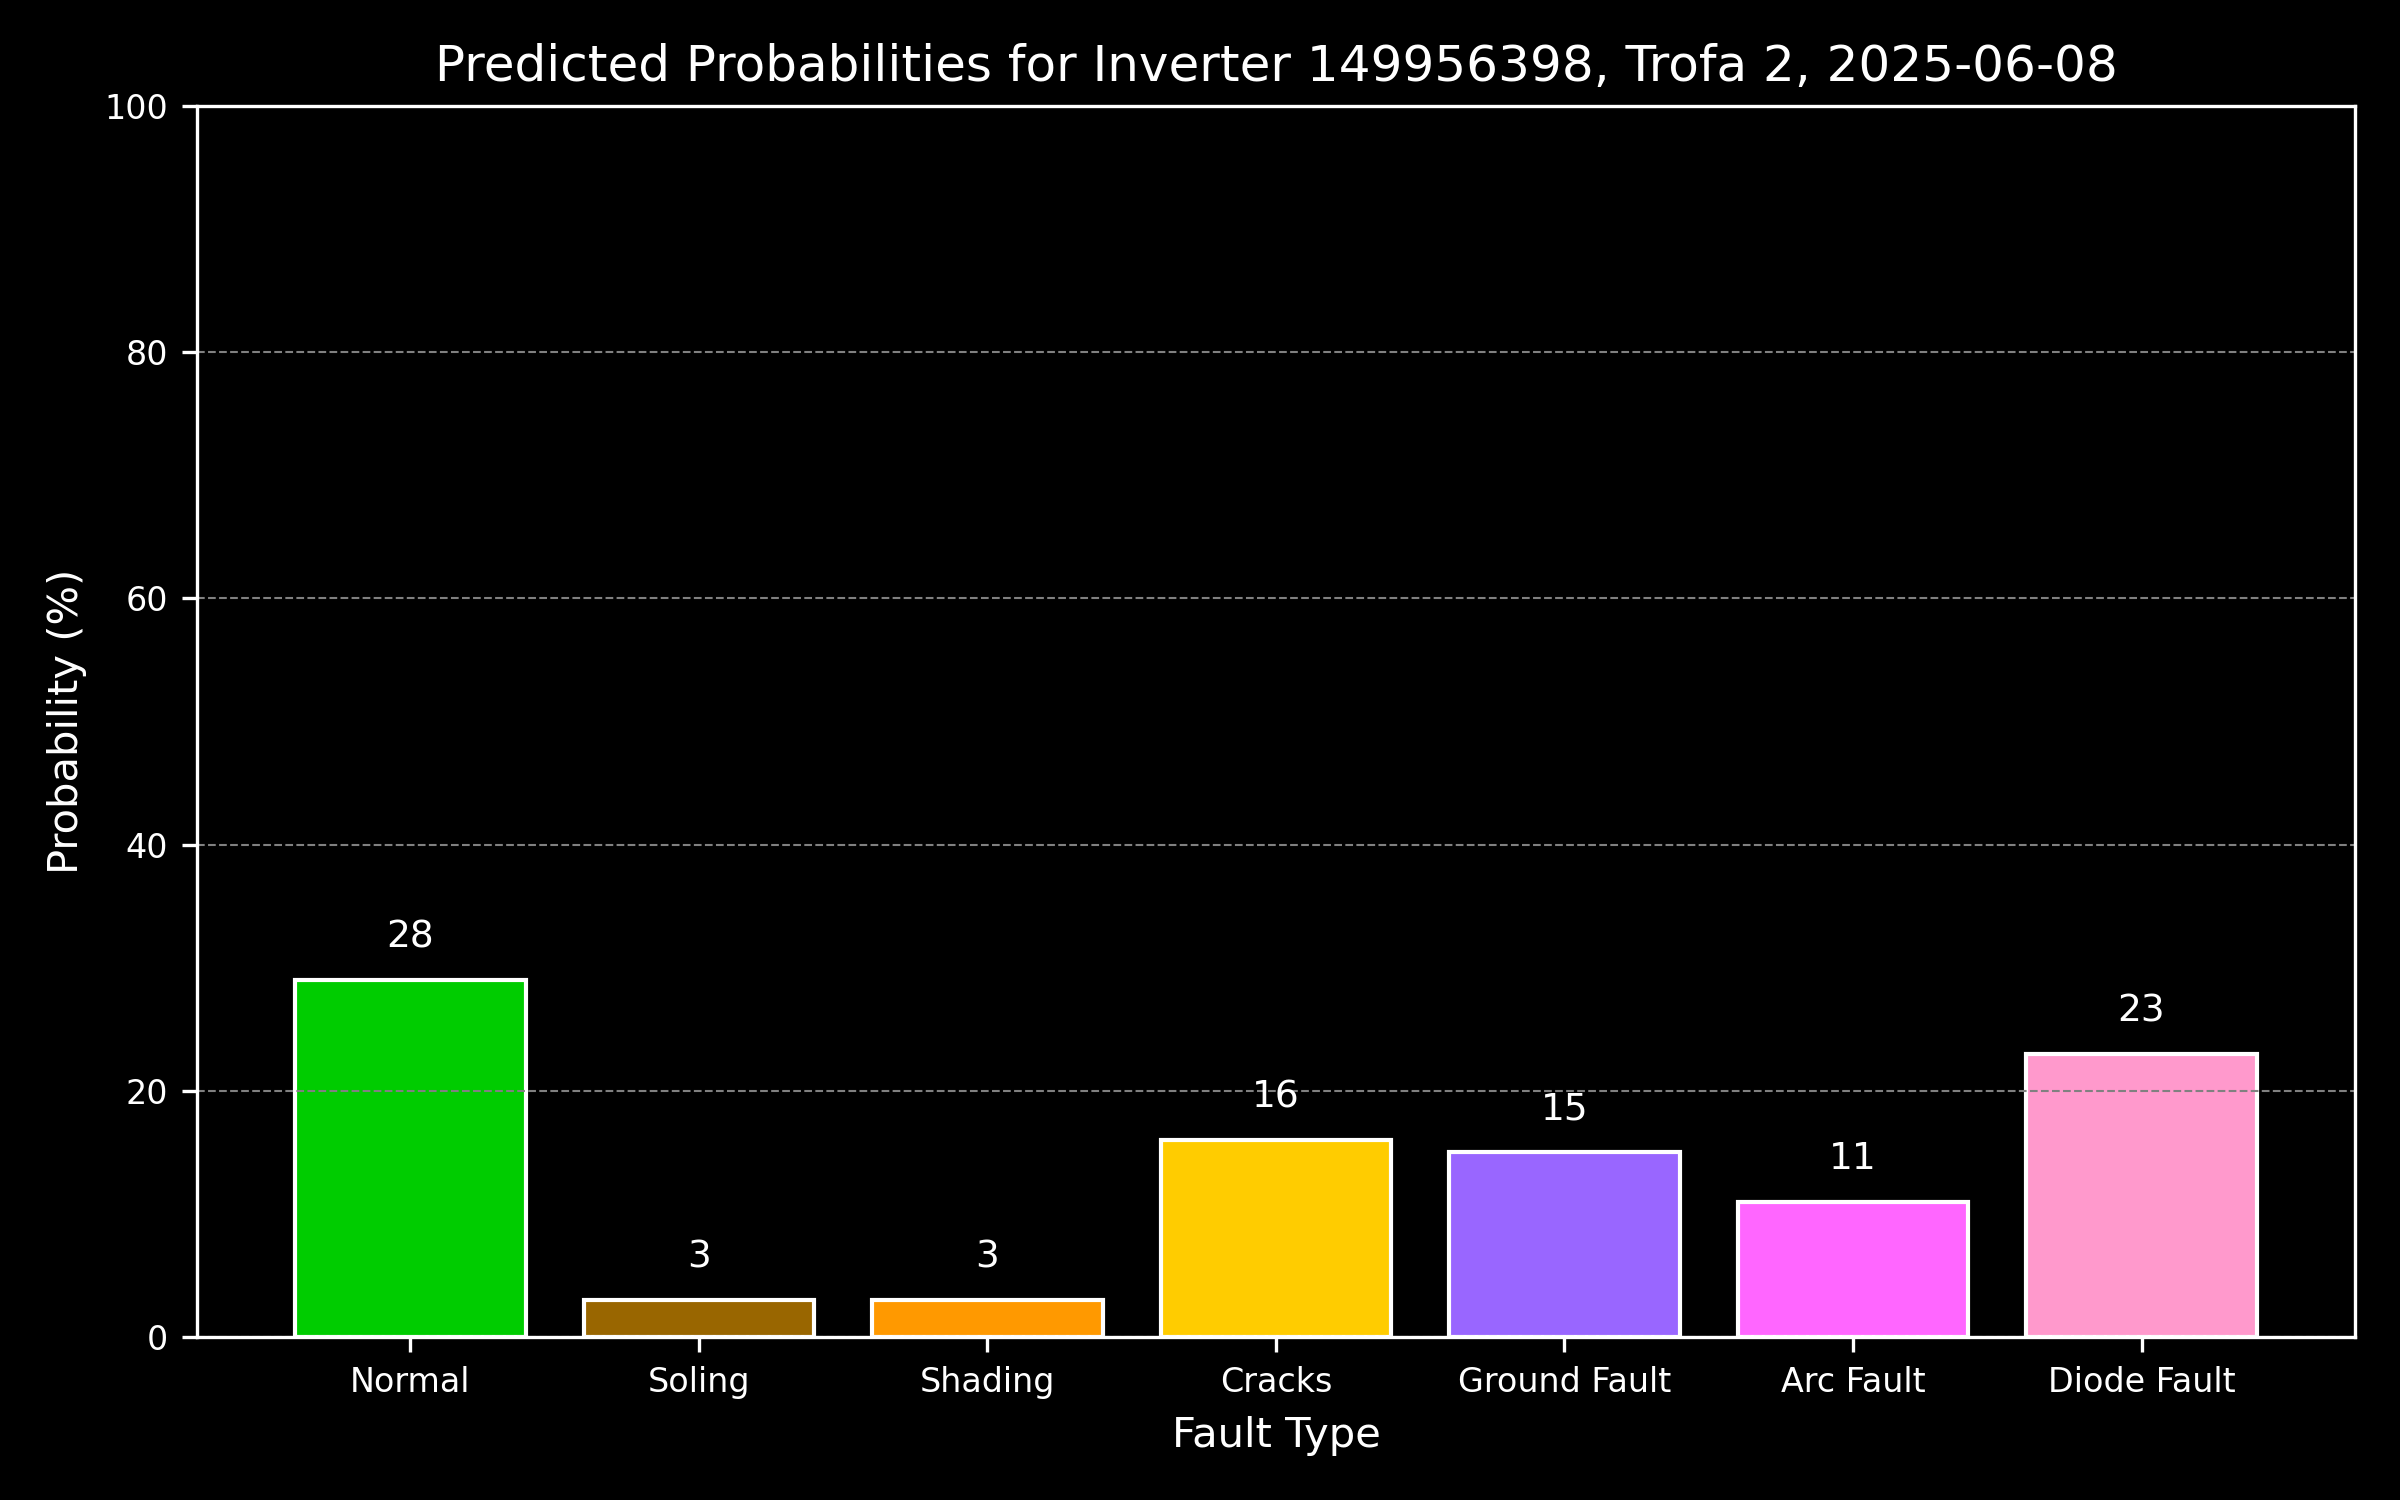 Predicted Probabilities for Inverter 149956398, Trofa 2, 2025-06-08
Probability (%)
100
80
60
40
20
0
28
3
3
16
15
11
23
Normal
Soling
Shading
Cracks
Ground Fault
Arc Fault
Diode Fault
Fault Type